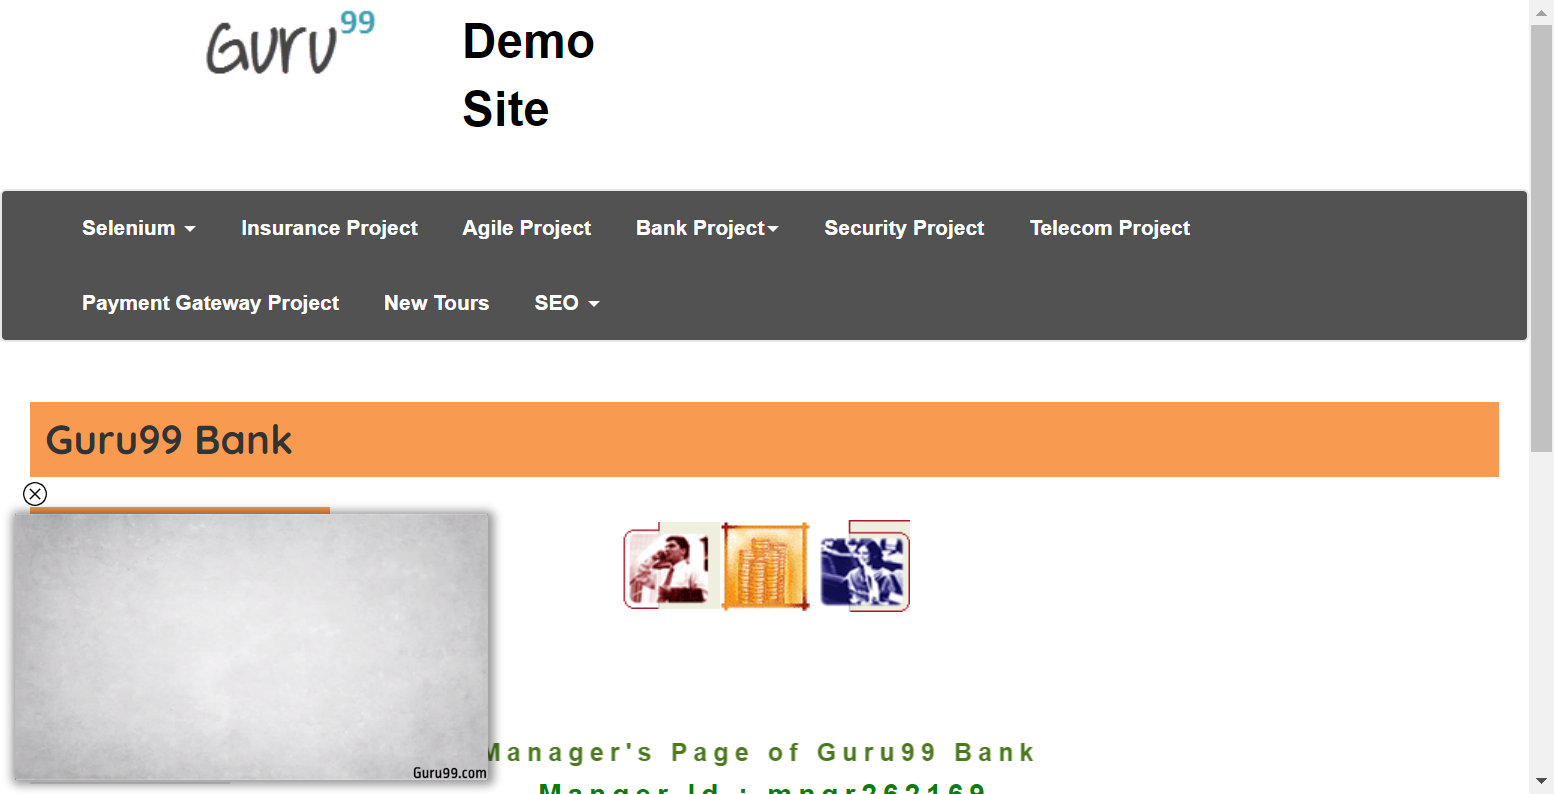 Guru99
Demo
Site
Selenium
Insurance Project
Agile Project
Bank Project
Security Project
Telecom Project
Payment Gateway Project
New Tours
SEO
Guru99 Bank
Manager's Page of Guru99 Bank
Guru99.com
Manger Id : mngr262169